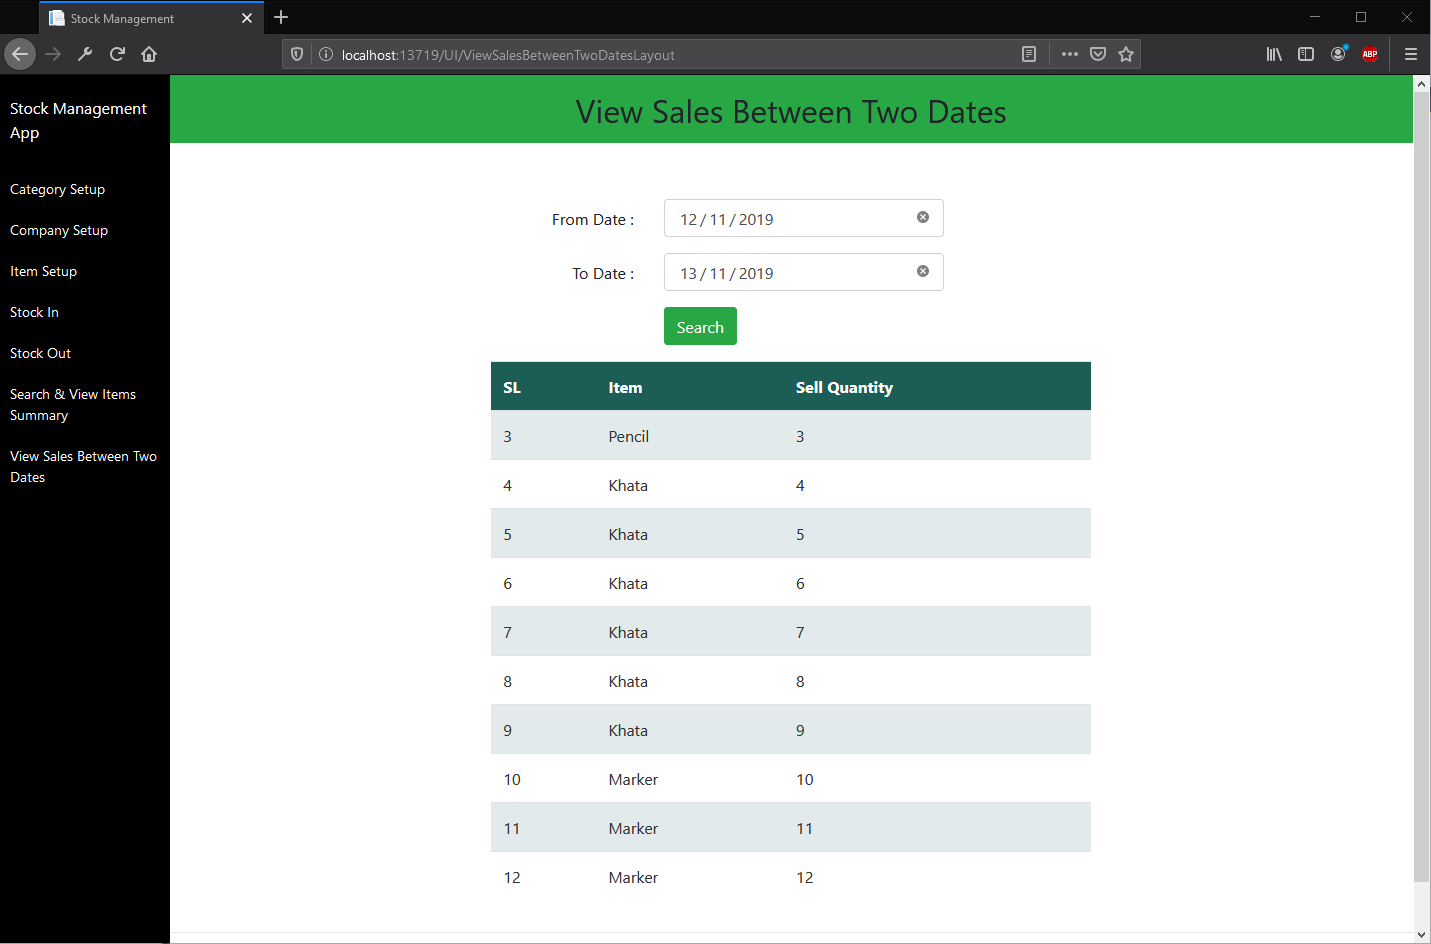 Stock Management
localhost:13719/UI/ViewSalesBetweenTwoDatesLayout
ABP
Stock Management
App
Category Setup
Company Setup
Item Setup
Stock In
Stock Out
Search & View Items
Summary
View Sales Between Two
Dates
View Sales Between Two Dates
From Date : 12 / 11 / 2019
To Date : 13 / 11 / 2019
Search
SL Item Sell Quantity
3 Pencil 3
4 Khata 4
5 Khata 5
6 Khata 6
7 Khata 7
8 Khata 8
9 Khata 9
10 Marker 10
11 Marker 11
12 Marker 12